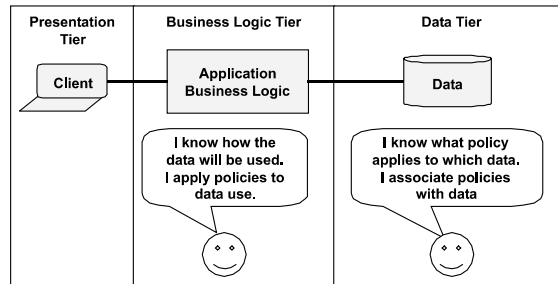 Presentation
Tier
Business Logic Tier
Data Tier
Client
Application
Business Logic
Data
I know how the
data will be used.
I apply policies to
data use.
I know what policy
applies to which data.
I associate policies
with data